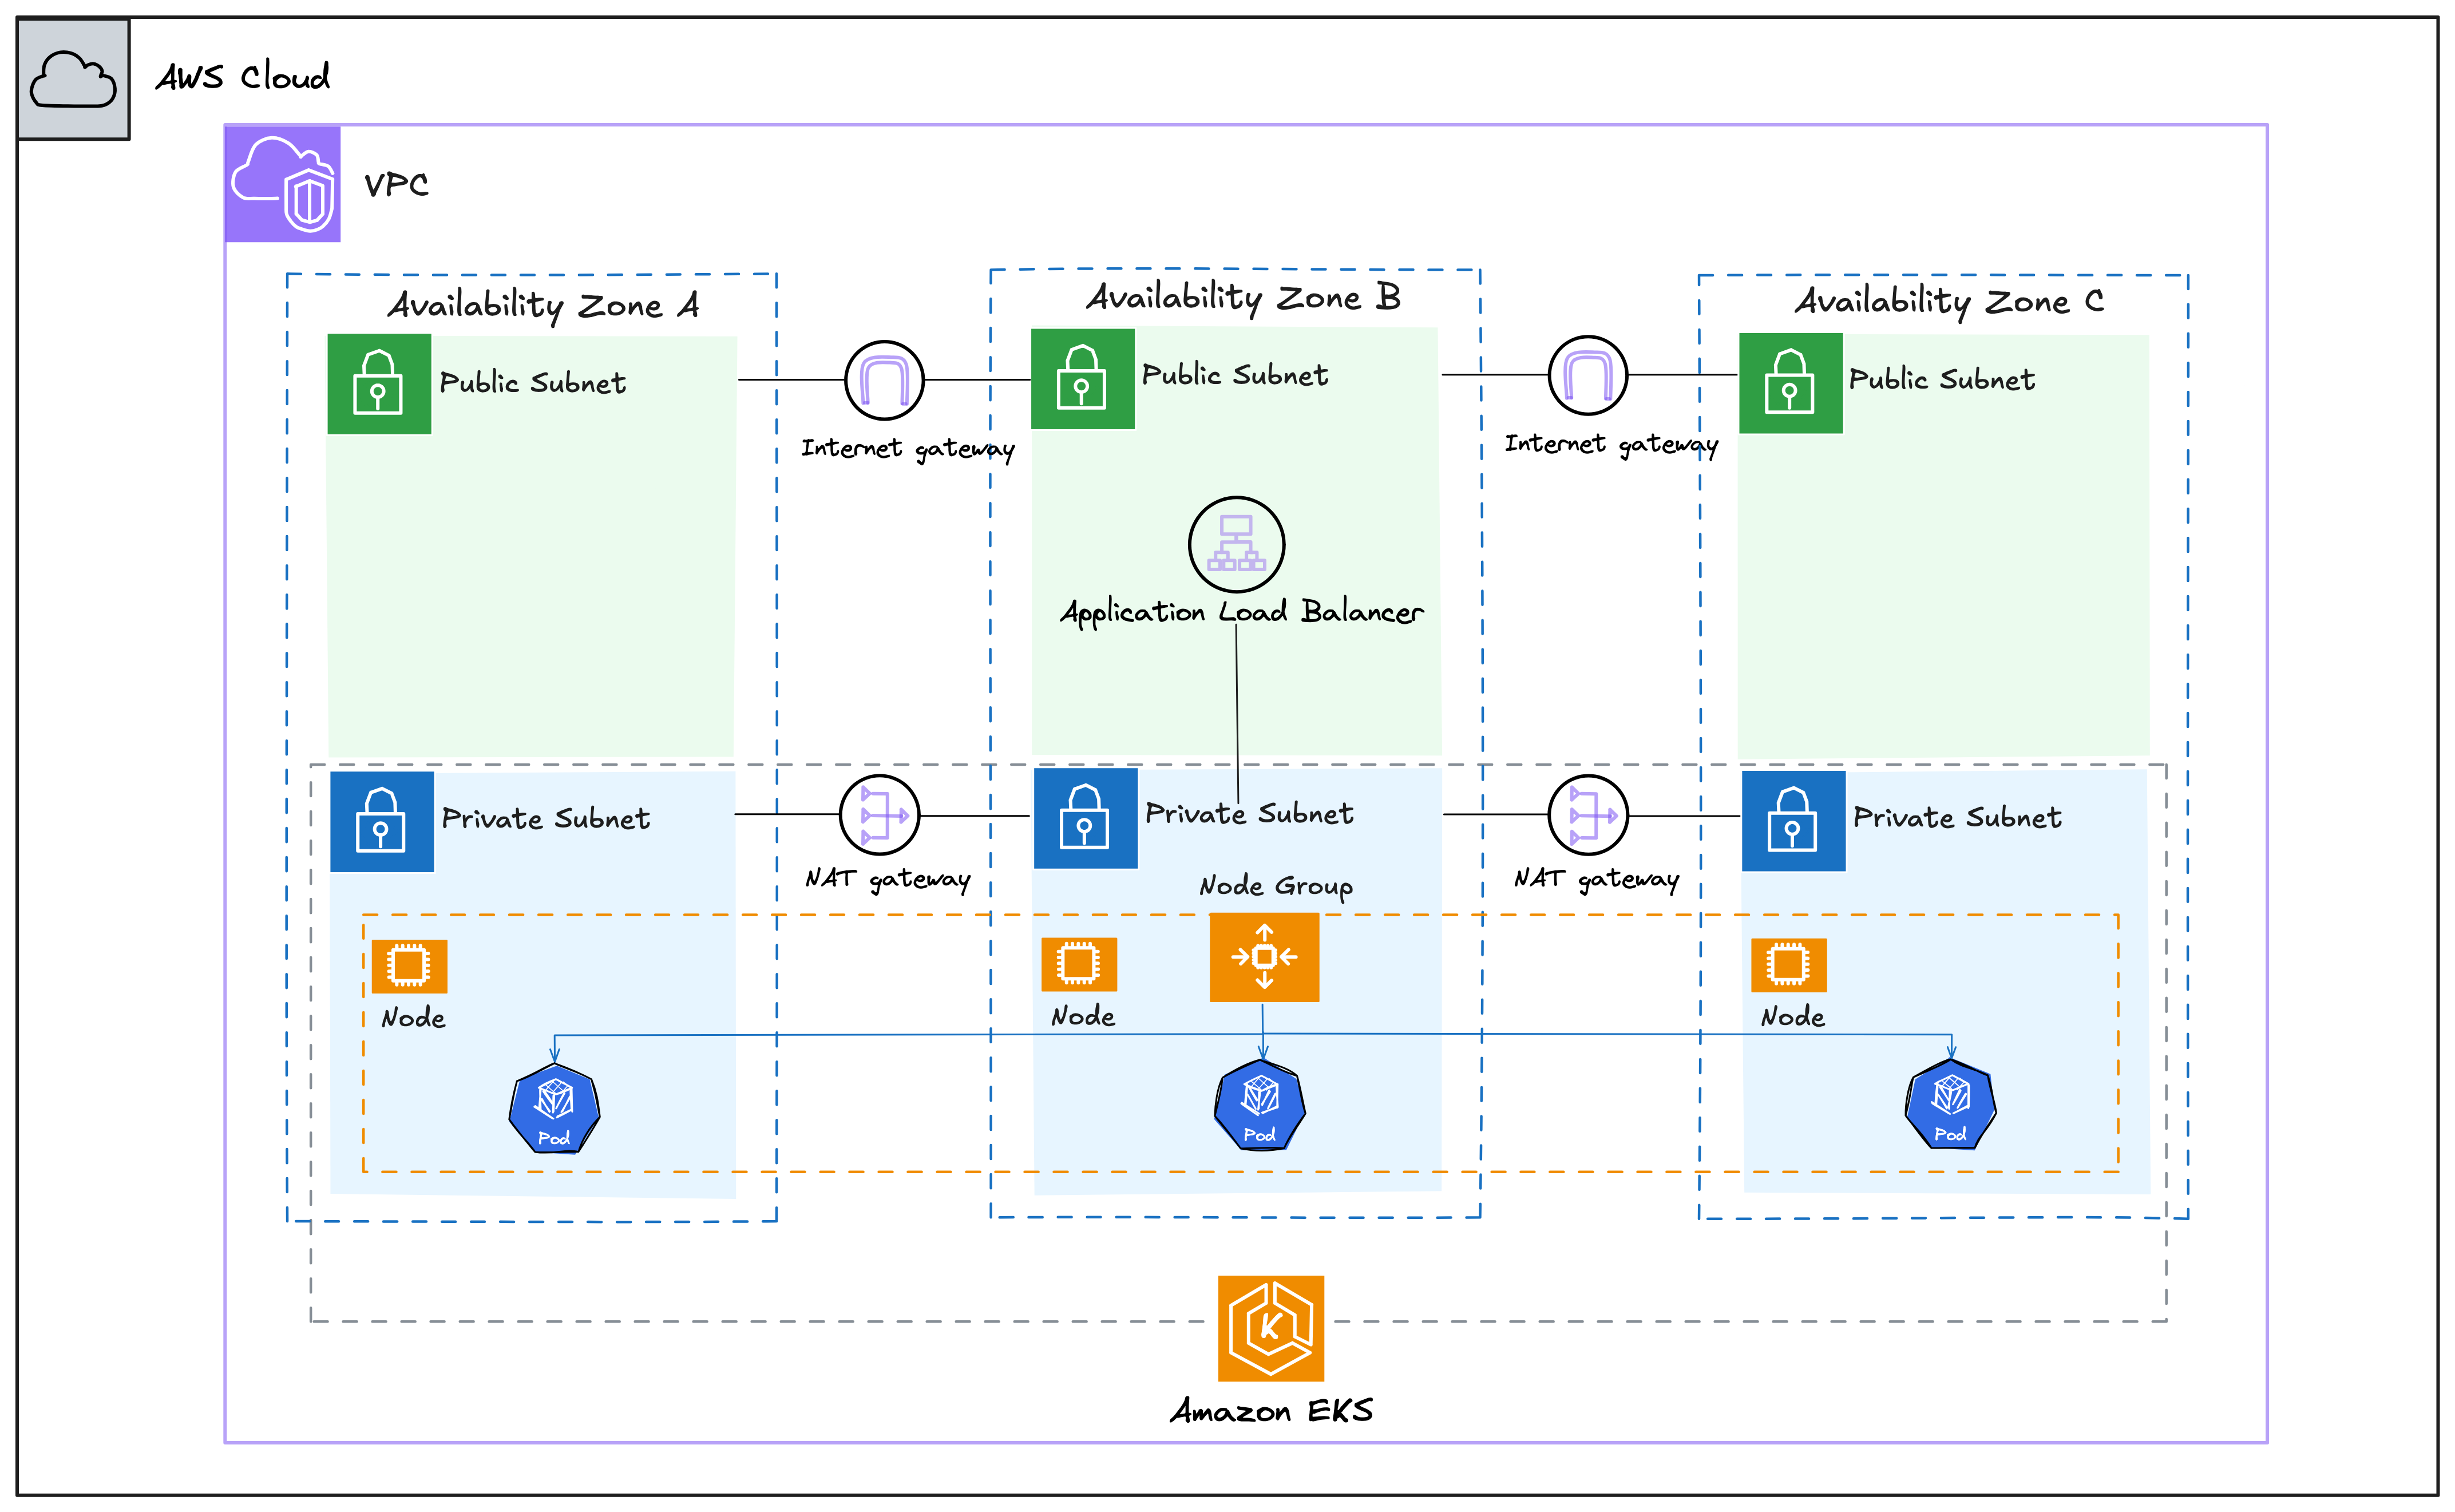 AWS Cloud
VPC
Availability Zone A
Availability Zone B
Availability Zone C
Public Subnet
Public Subnet
Public Subnet
Internet gateway
Internet gateway
Application Load Balancer
Private Subnet
Private Subnet
Private Subnet
NAT gateway
NAT gateway
Node Group
Node
Node
Node
Pod
Pod
Pod
K
Amazon EKS